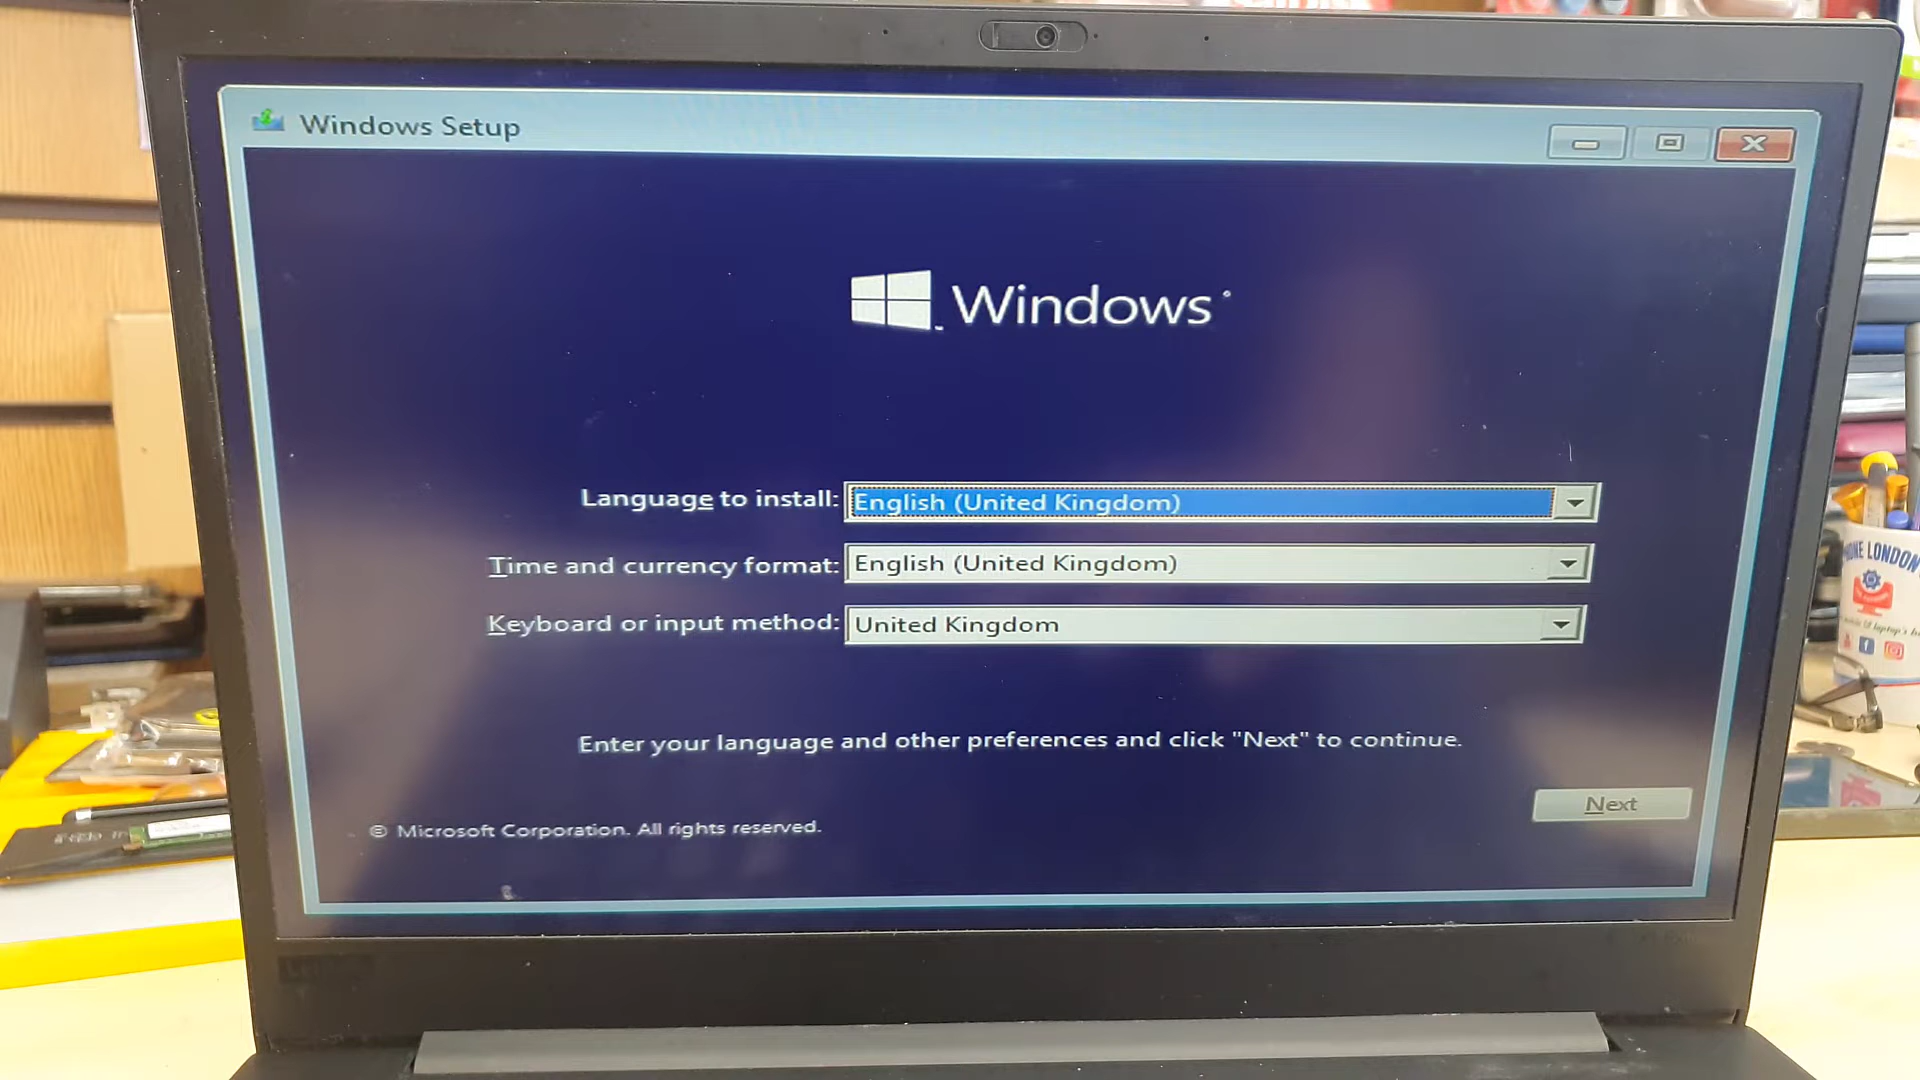 Windows Setup
Windows
Language to install: English (United Kingdom)
Time and currency format: English (United Kingdom)
Keyboard or input method: United Kingdom
Enter your language and other preferences and click "Next" to continue.
Next
© Microsoft Corporation. All rights reserved.
LONDON